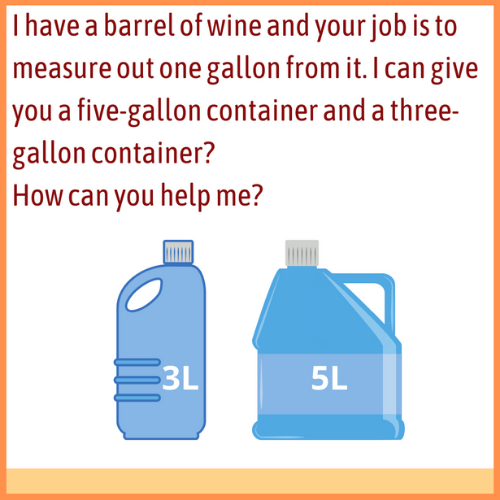 I have a barrel of wine and your job is to
measure out one gallon from it. I can give
you a five-gallon container and a three-
gallon container?
How can you help me?
3L
5L